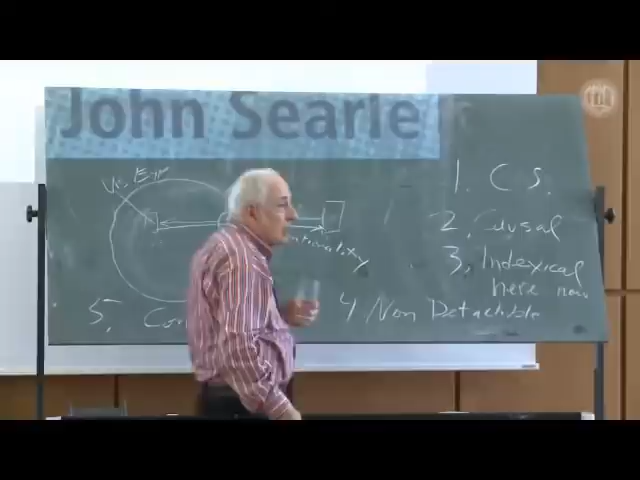 John Searle
Vis. Exp
1. C S.
2. Causal
3. Indexical
here now
4 Non Detachable
5.